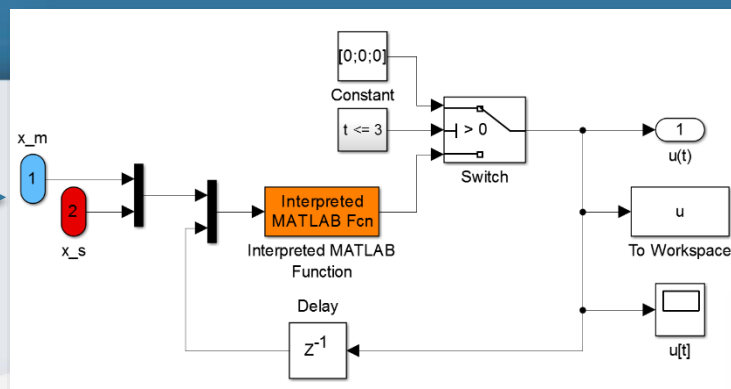 [0;0;0]
Constant
t <= 3
> 0
Switch
1
u(t)
x_m
1
2
x_s
Interpreted
MATLAB Fcn
Interpreted MATLAB
Function
u
To Workspace
Delay
Z-1
u[t]